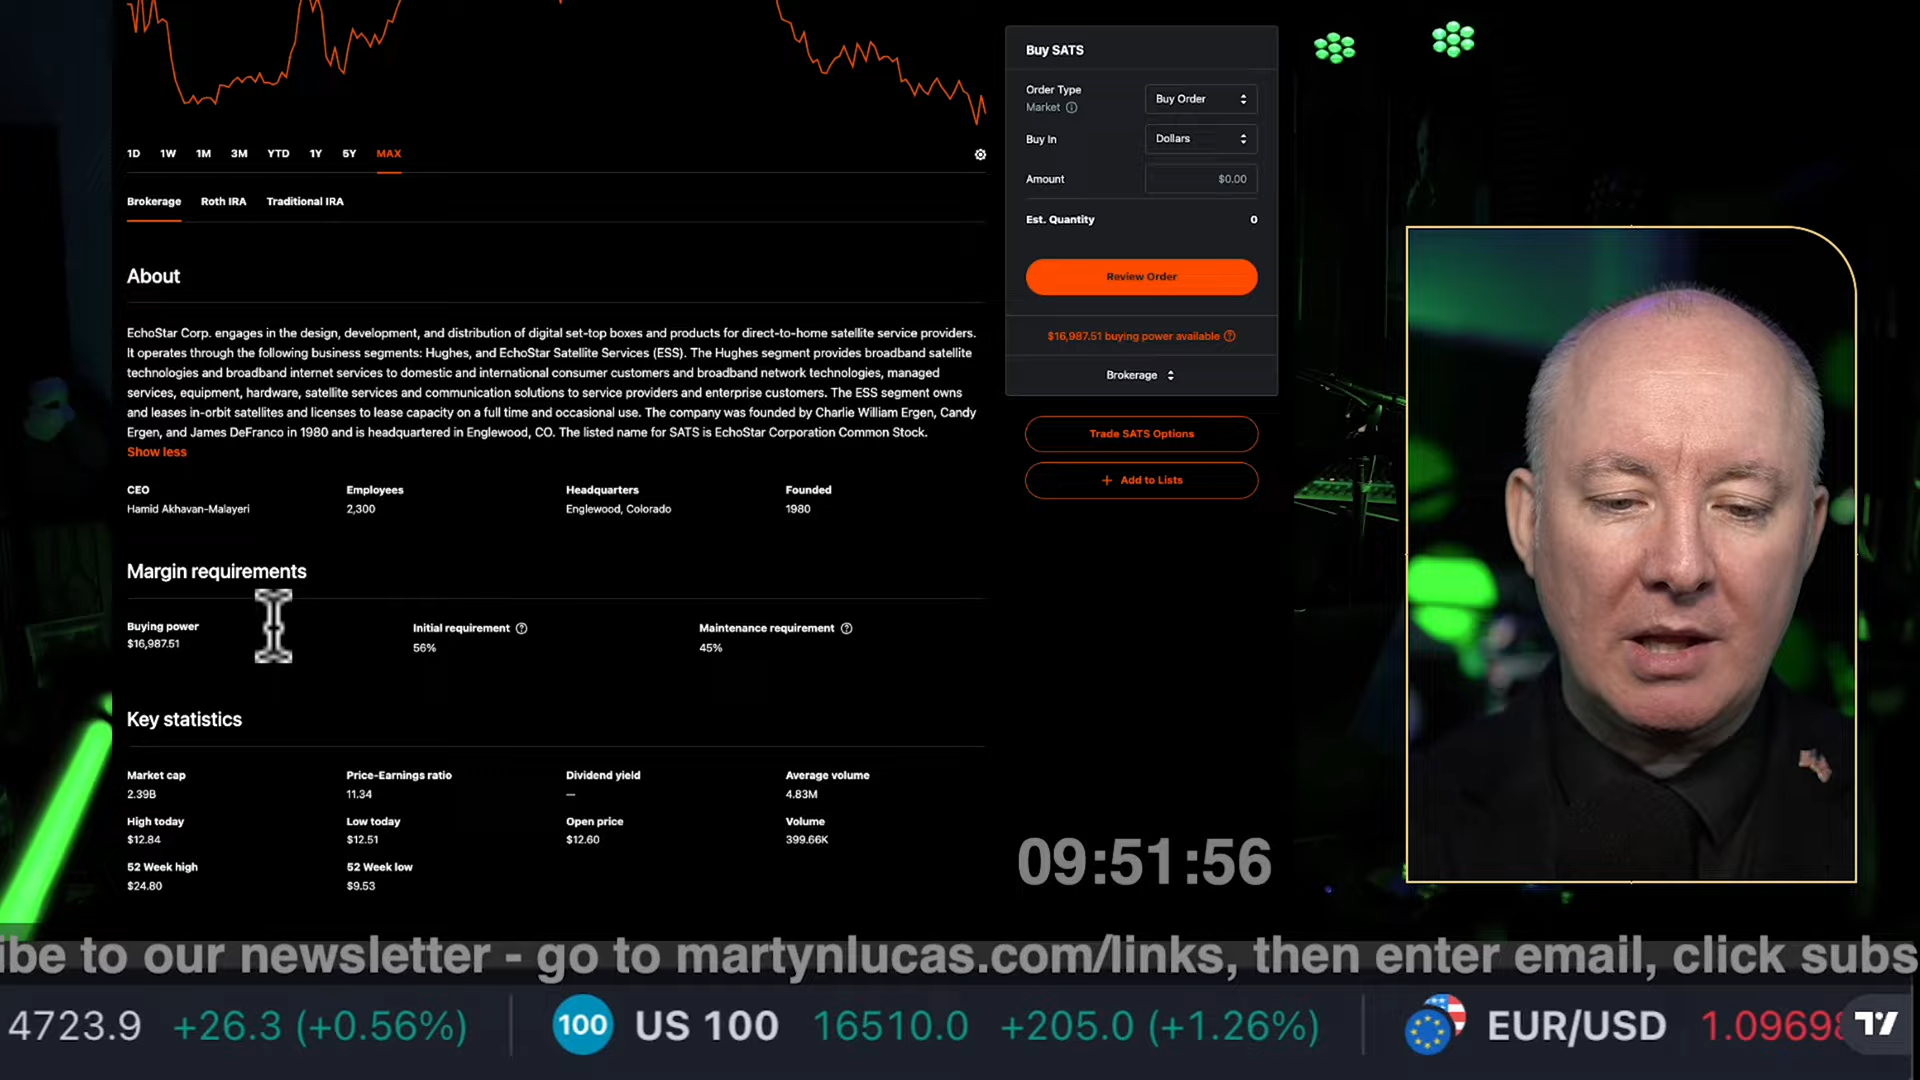 Buy SATS
Order Type
Market
Buy Order
Buy In
Dollars
Amount
$0.00
Est. Quantity
0
Review Order
$16,987.51 buying power available
Brokerage
Trade SATS Options
+ Add to Lists
1D 1W 1M 3M YTD 1Y 5Y MAX
Brokerage Roth IRA Traditional IRA
About
EchoStar Corp. engages in the design, development, and distribution of digital set-top boxes and products for direct-to-home satellite service providers.
It operates through the following business segments: Hughes, and EchoStar Satellite Services (ESS). The Hughes segment provides broadband satellite
technologies and broadband internet services to domestic and international consumer customers and broadband network technologies, managed
services, equipment, hardware, satellite services and communication solutions to service providers and enterprise customers. The ESS segment owns
and leases in-orbit satellites and licenses to lease capacity on a full time and occasional use. The company was founded by Charlie William Ergen, Candy
Ergen, and James DeFranco in 1980 and is headquartered in Englewood, CO. The listed name for SATS is EchoStar Corporation Common Stock.
Show less
CEO Employees Headquarters Founded
Hamid Akhavan-Malayeri 2,300 Englewood, Colorado 1980
Margin requirements
Buying power Initial requirement Maintenance requirement
$16,987.51 56% 45%
Key statistics
Market cap Price-Earnings ratio Dividend yield Average volume
2.39B 11.34 — 4.83M
High today Low today Open price Volume
$12.84 $12.51 $12.60 399.66K
52 Week high 52 Week low
$24.80 $9.53
09:51:56
ibe to our newsletter - go to martynlucas.com/links, then enter email, click subs
4723.9 +26.3 (+0.56%) 100 US 100 16510.0 +205.0 (+1.26%) EUR/USD 1.0969